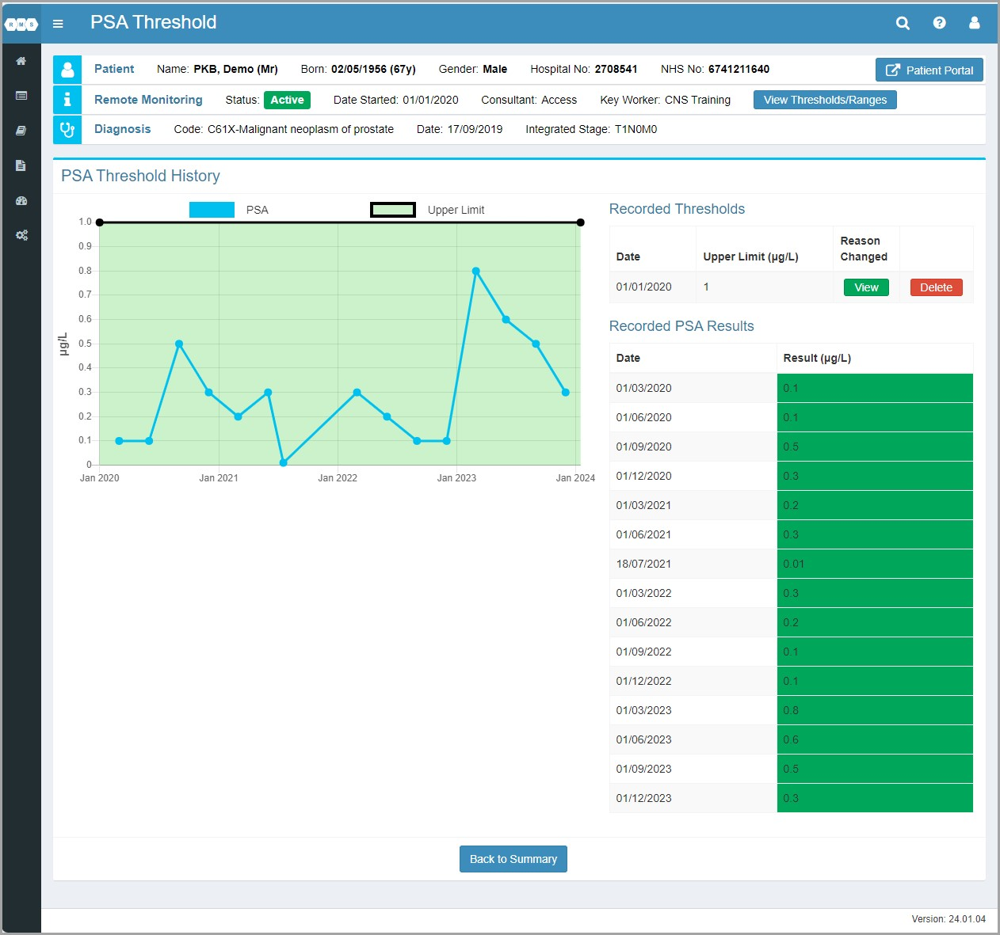 RMS PSA Threshold
Patient Name: PKB, Demo (Mr) Born: 02/05/1956 (67y) Gender: Male Hospital No: 2708541 NHS No: 6741211640 Patient Portal
Remote Monitoring Status: Active Date Started: 01/01/2020 Consultant: Access Key Worker: CNS Training View Thresholds/Ranges
Diagnosis Code: C61X-Malignant neoplasm of prostate Date: 17/09/2019 Integrated Stage: T1N0M0
PSA Threshold History
PSA Upper Limit
1.0
0.9
0.8
0.7
0.6
0.5
0.4
0.3
0.2
0.1
0
µg/L
Jan 2020 Jan 2021 Jan 2022 Jan 2023 Jan 2024
Recorded Thresholds
Date Upper Limit (µg/L) Reason Changed
01/01/2020 1 View Delete
Recorded PSA Results
Date Result (µg/L)
01/03/2020 0.1
01/06/2020 0.1
01/09/2020 0.5
01/12/2020 0.3
01/03/2021 0.2
01/06/2021 0.3
18/07/2021 0.01
01/03/2022 0.3
01/06/2022 0.2
01/09/2022 0.1
01/12/2022 0.1
01/03/2023 0.8
01/06/2023 0.6
01/09/2023 0.5
01/12/2023 0.3
Back to Summary
Version: 24.01.04